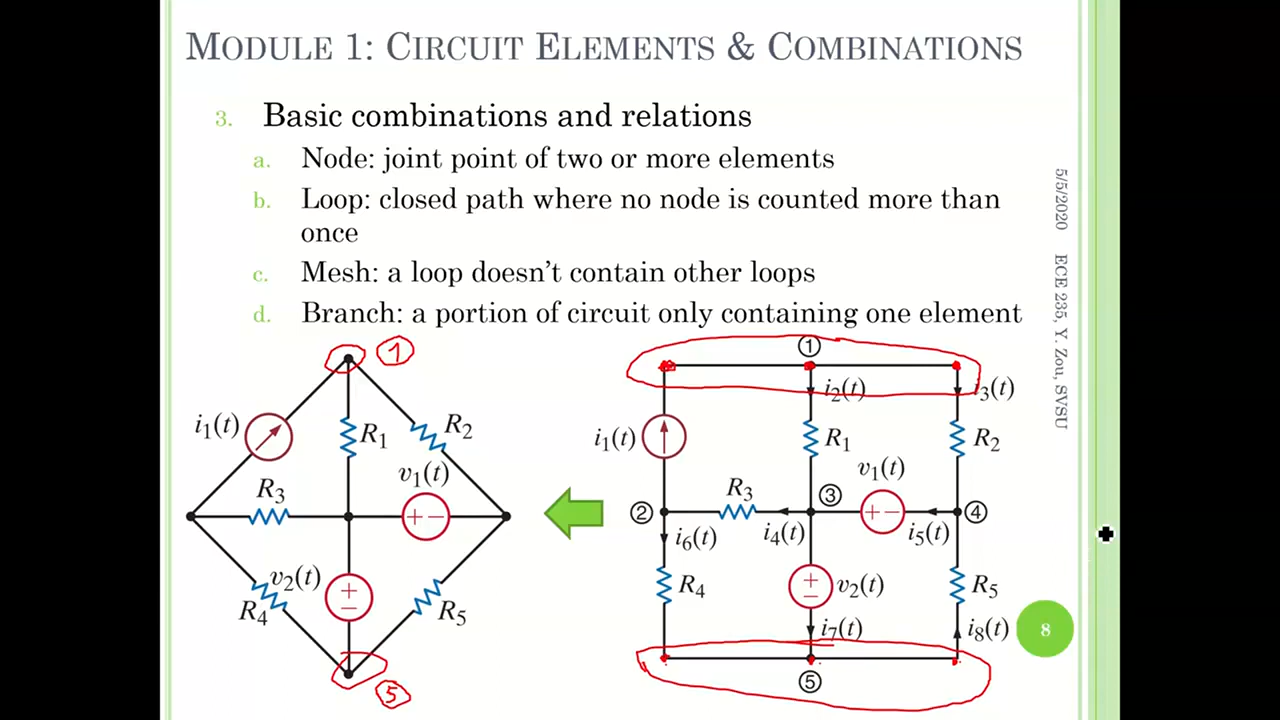 MODULE 1: CIRCUIT ELEMENTS & COMBINATIONS
3. Basic combinations and relations
a. Node: joint point of two or more elements
b. Loop: closed path where no node is counted more than
once
c. Mesh: a loop doesn't contain other loops
d. Branch: a portion of circuit only containing one element
5/5/2020 ECE 235, Y. Zou, SVSU
1
i₁(t)
R₁
R₂
v₁(t)
R₃
+ −
v₂(t)
+
−
R₄
R₅
5
①
i₂(t)
i₃(t)
i₁(t)
R₁
R₂
v₁(t)
R₃
③
②
+ −
④
i₆(t)
i₄(t)
i₅(t)
R₄
+
−
v₂(t)
R₅
i₇(t)
i₈(t)
⑤
8